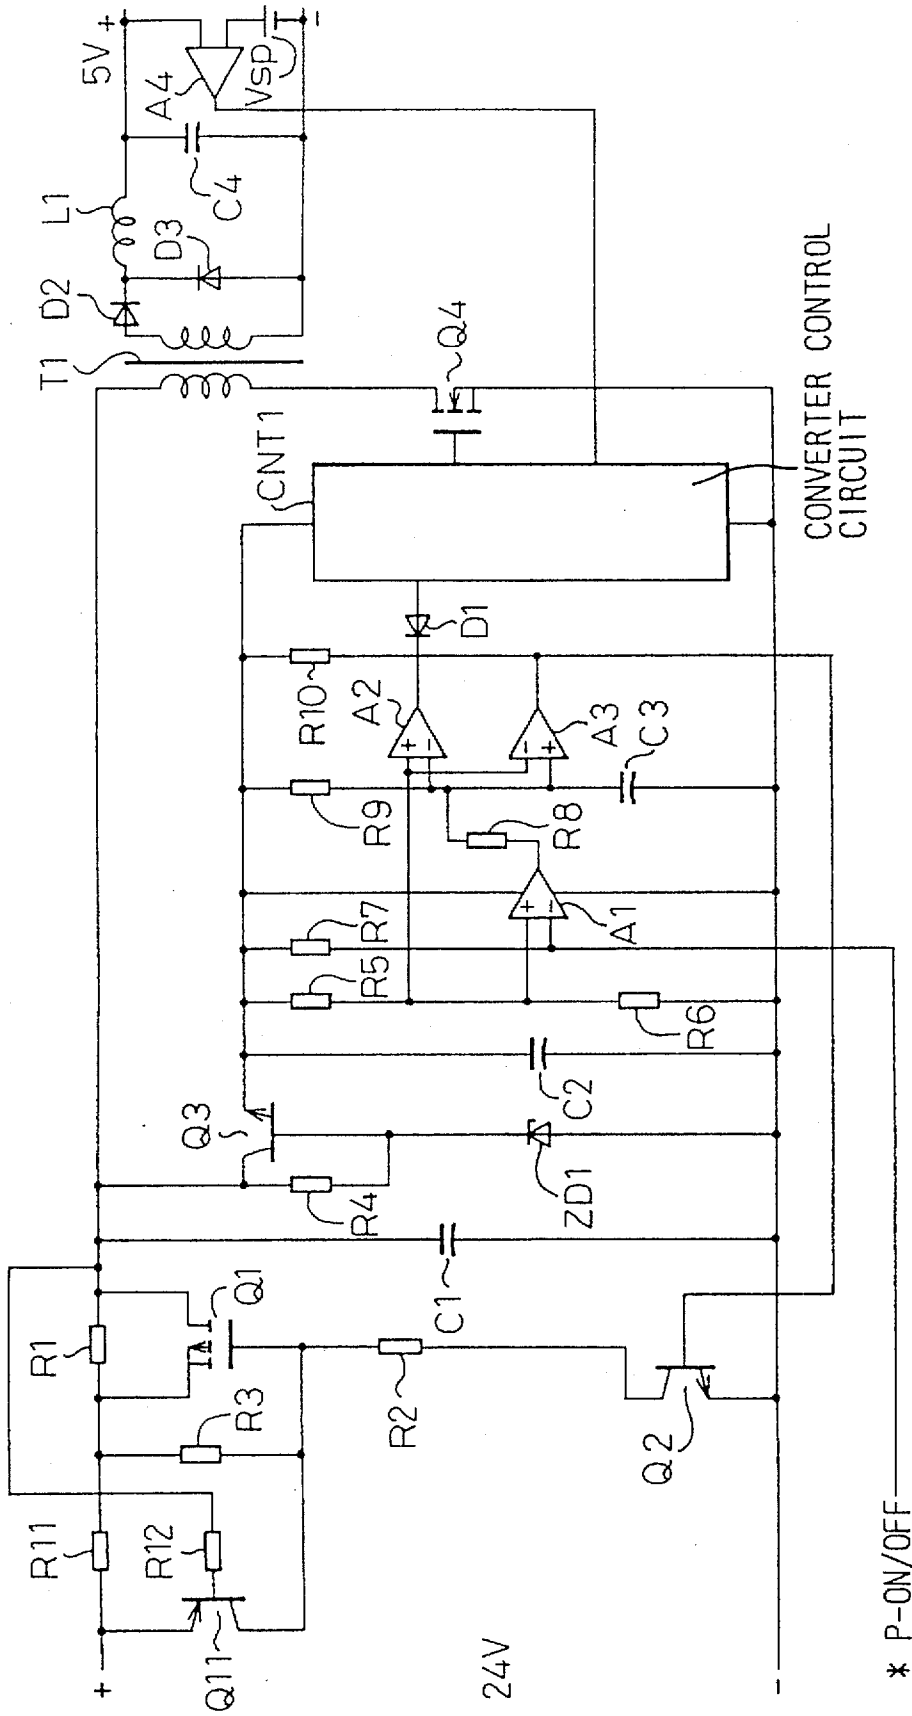 R11
R1
R12
R3
Q1
Q11
R2
Q2
24V
+
-
* P-ON/OFF
C1
R4
Q3
ZD1
C2
R5
R7
R6
+
-
A1
R9
R8
R10
A2
+
-
-
+
A3
C3
D1
CNT1
CONVERTER CONTROL
CIRCUIT
Q4
T1
D2
D3
L1
C4
A4
Vsp
5V
+
-